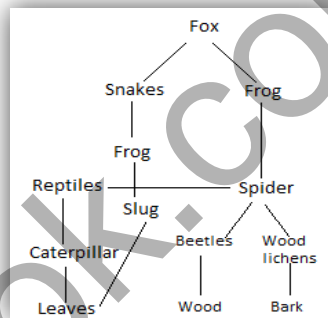 Fox
Snakes
Frog
Frog
Reptiles
Spider
Slug
Beetles
Wood
lichens
Caterpillar
Leaves
Wood
Bark